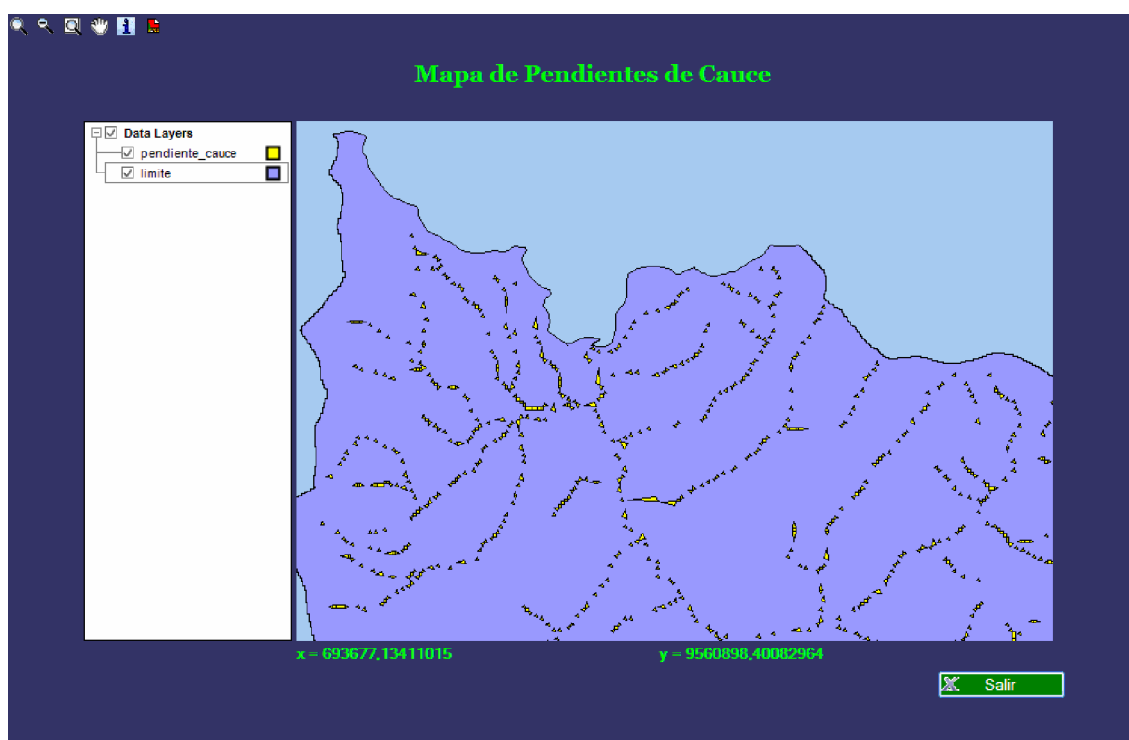 Mapa de Pendientes de Cauce
Data Layers
pendiente_cauce
limite
x = 693677,13411015 y = 9560898,40082964
Salir